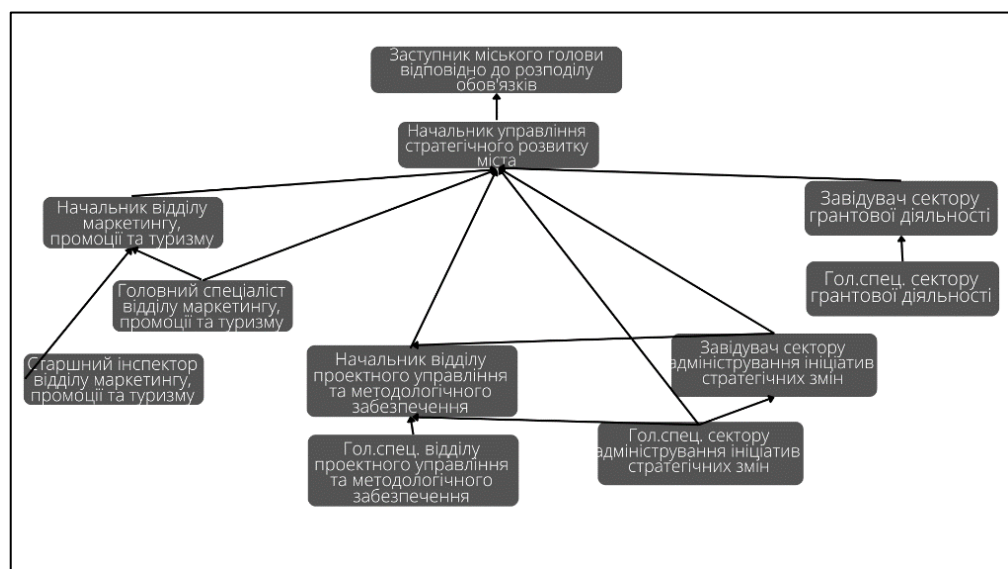 Заступник міського голови
відповідно до розподілу
обов'язків
Начальник управління
стратегічного розвитку
міста
Начальник відділу
маркетингу,
промоції та туризму
Завідувач сектору
грантової діяльності
Головний спеціаліст
відділу маркетингу,
промоції та туризму
Гол.спец. сектору
грантової діяльності
Старшний інспектор
відділу маркетингу,
промоції та туризму
Начальник відділу
проектного управління
та методологічного
забезпечення
Завідувач сектору
адміністрування ініціатив
стратегічних змін
Гол.спец. відділу
проектного управління
та методологічного
забезпечення
Гол.спец. сектору
адміністрування ініціатив
стратегічних змін